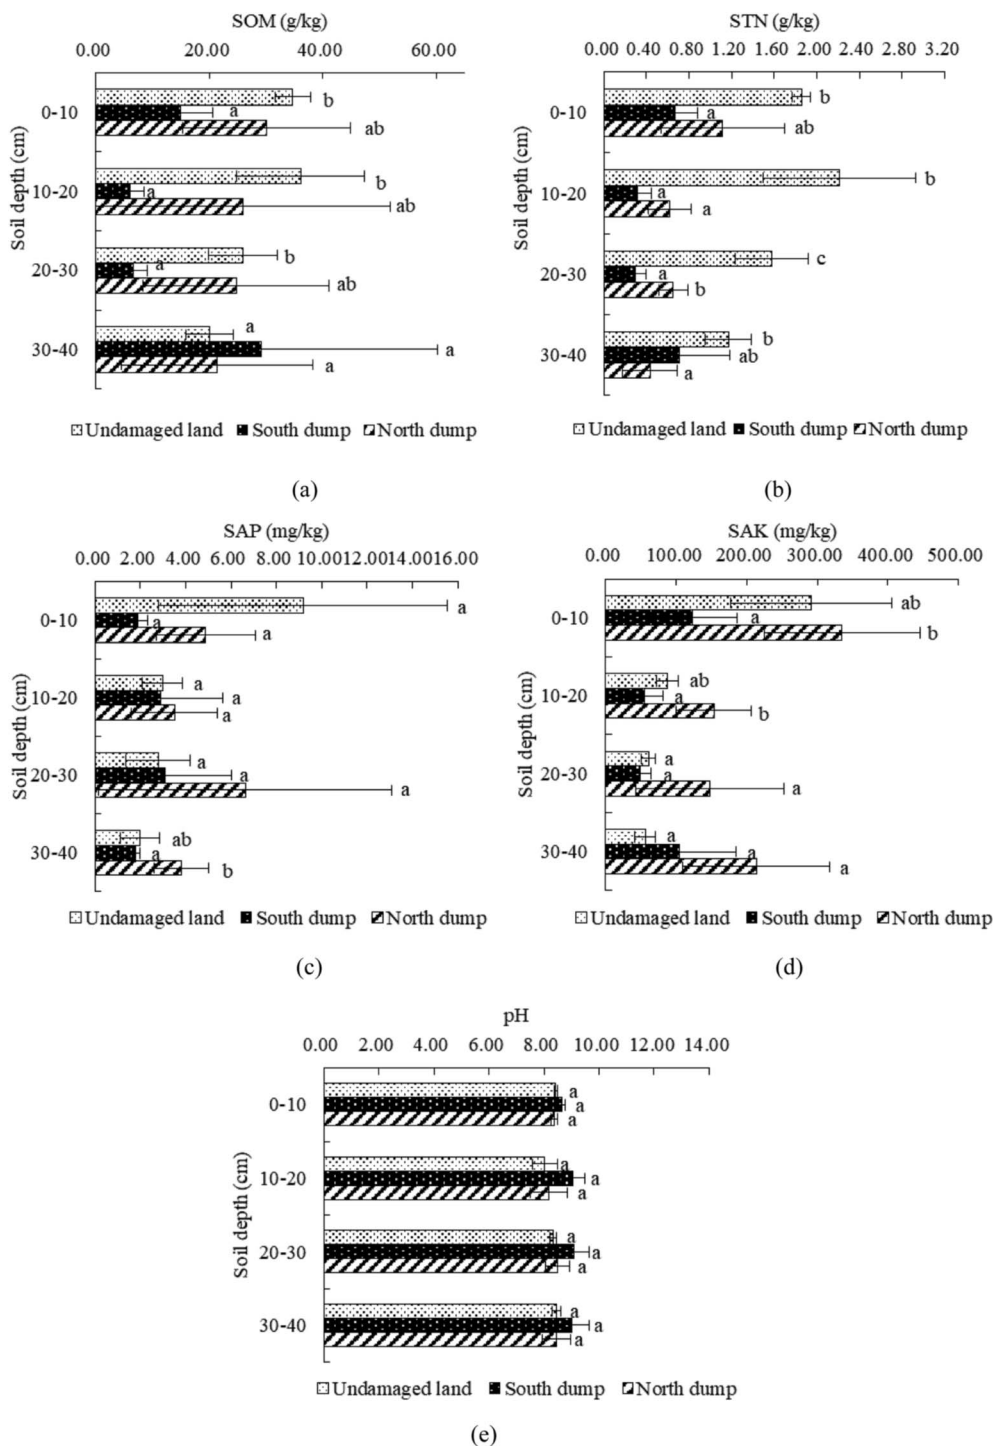 SOM (g/kg)
0.00 20.00 40.00 60.00
Soil depth (cm)
0-10
b
a
ab
10-20
b
a
ab
20-30
b
a
ab
30-40
a
a
a
Undamaged land South dump North dump
(a)
STN (g/kg)
0.00 0.40 0.80 1.20 1.60 2.00 2.40 2.80 3.20
Soil depth (cm)
0-10
b
a
ab
10-20
b
a
a
20-30
c
a
b
30-40
b
ab
a
Undamaged land South dump North dump
(b)
SAP (mg/kg)
0.00 2.00 4.00 6.00 8.00 10.00 12.00 14.00 16.00
Soil depth (cm)
0-10
a
a
a
10-20
a
a
a
20-30
a
a
a
30-40
ab
a
b
Undamaged land South dump North dump
(c)
SAK (mg/kg)
0.00 100.00 200.00 300.00 400.00 500.00
Soil depth (cm)
0-10
ab
a
b
10-20
ab
a
b
20-30
a
a
a
30-40
a
a
a
Undamaged land South dump North dump
(d)
pH
0.00 2.00 4.00 6.00 8.00 10.00 12.00 14.00
Soil depth (cm)
0-10
a
a
a
10-20
a
a
a
20-30
a
a
a
30-40
a
a
a
Undamaged land South dump North dump
(e)